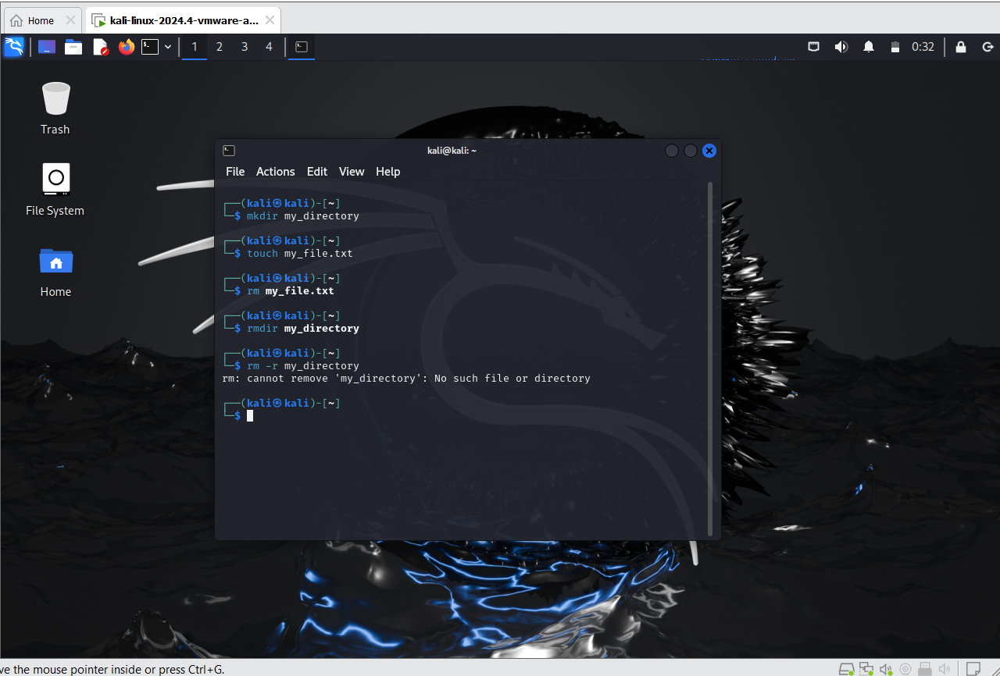 Home
kali-linux-2024.4-vmware-a...
1 2 3 4
0:32
Trash
File System
Home
kali@kali: ~
File Actions Edit View Help
┌──(kali㉿kali)-[~]
└─$ mkdir my_directory
┌──(kali㉿kali)-[~]
└─$ touch my_file.txt
┌──(kali㉿kali)-[~]
└─$ rm my_file.txt
┌──(kali㉿kali)-[~]
└─$ rmdir my_directory
┌──(kali㉿kali)-[~]
└─$ rm -r my_directory
rm: cannot remove 'my_directory': No such file or directory
┌──(kali㉿kali)-[~]
└─$
ve the mouse pointer inside or press Ctrl+G.